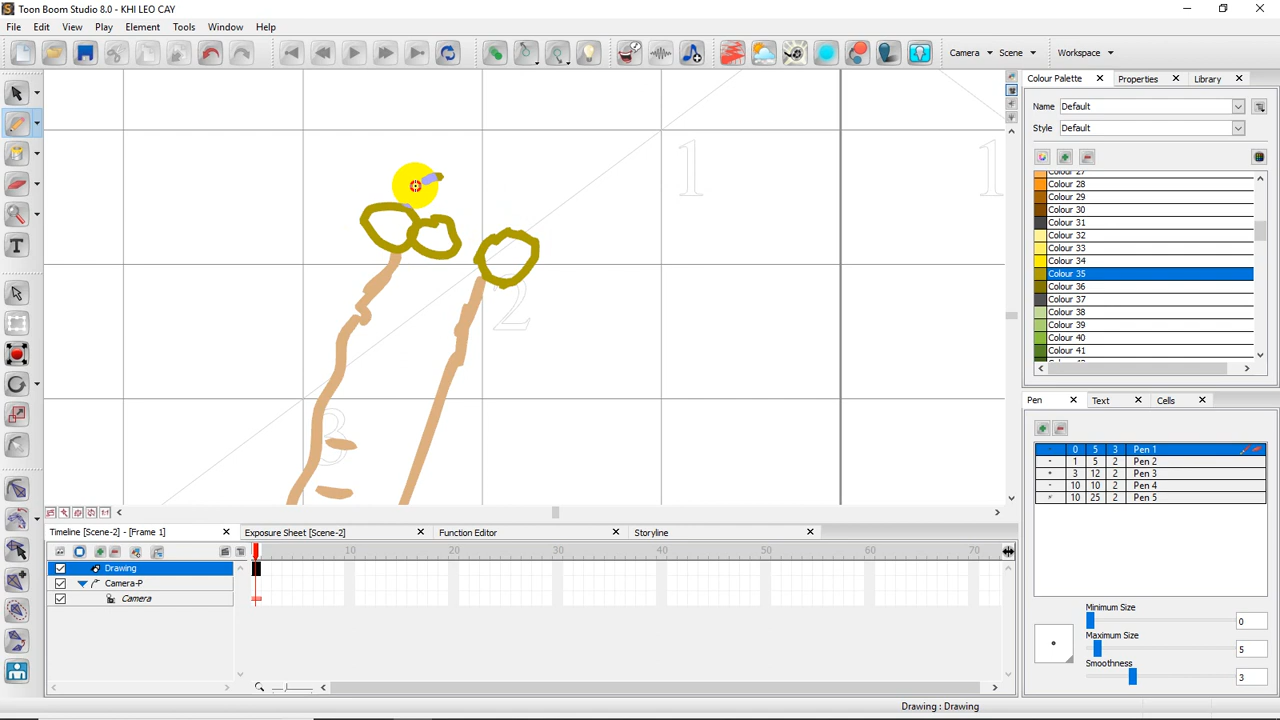 Toon Boom Studio 8.0 - KHI LEO CAY
File Edit View Play Element Tools Window Help
Camera Scene Workspace
Colour Palette Properties Library
Name Default
Style Default
Colour 28
Colour 29
Colour 30
Colour 31
Colour 32
Colour 33
Colour 34
Colour 35
Colour 36
Colour 37
Colour 38
Colour 39
Colour 40
Colour 41
1
1
2
3
Pen Text Cells
0 5 3 Pen 1
1 5 2 Pen 2
3 12 2 Pen 3
10 10 2 Pen 4
10 25 2 Pen 5
Minimum Size
0
Maximum Size
5
Smoothness
3
Timeline [Scene-2] - [Frame 1] Exposure Sheet [Scene-2] Function Editor Storyline
10 20 30 40 50 60 70
Drawing
Camera-P
Camera
Drawing : Drawing